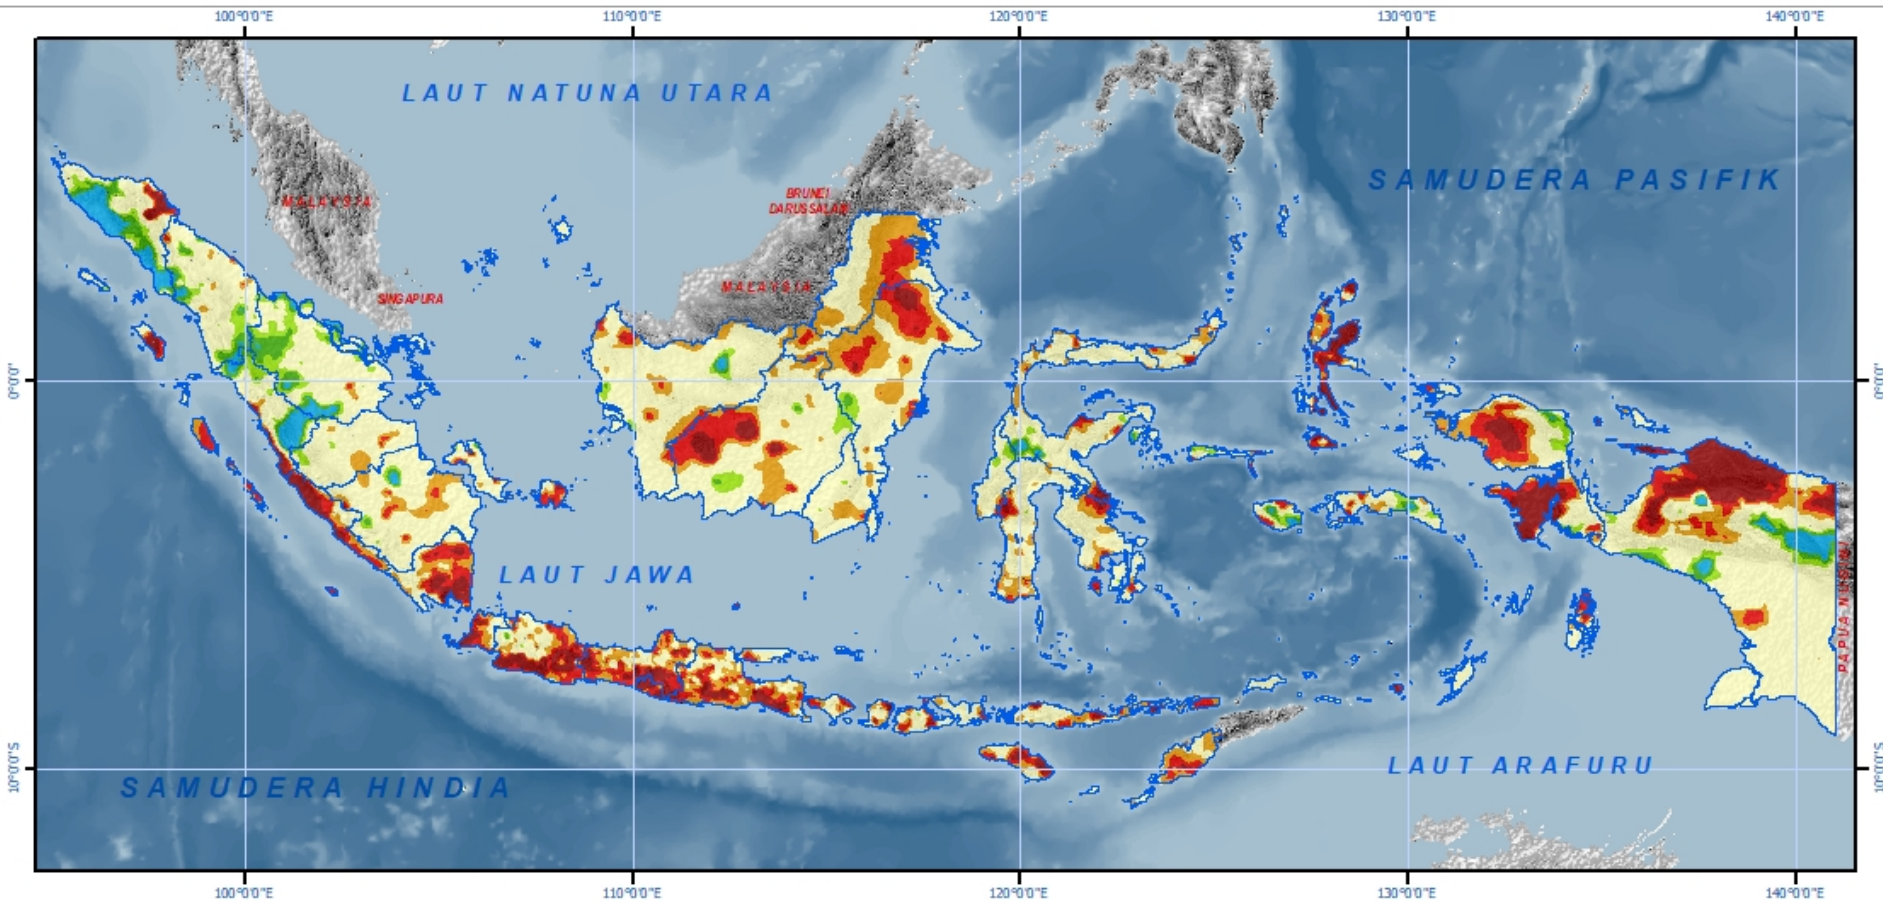 100°0'0"E 110°0'0"E 120°0'0"E 130°0'0"E 140°0'0"E
LAUT NATUNA UTARA
SAMUDERA PASIFIK
BRUNEI
DARUSSALAM
MALAYSIA
MALAYSIA
SINGAPURA
0°0'0" 0°0'0"
LAUT JAWA
PAPUA NUGINI
10°0'0"S 10°0'0"S
LAUT ARAFURU
SAMUDERA HINDIA
100°0'0"E 110°0'0"E 120°0'0"E 130°0'0"E 140°0'0"E